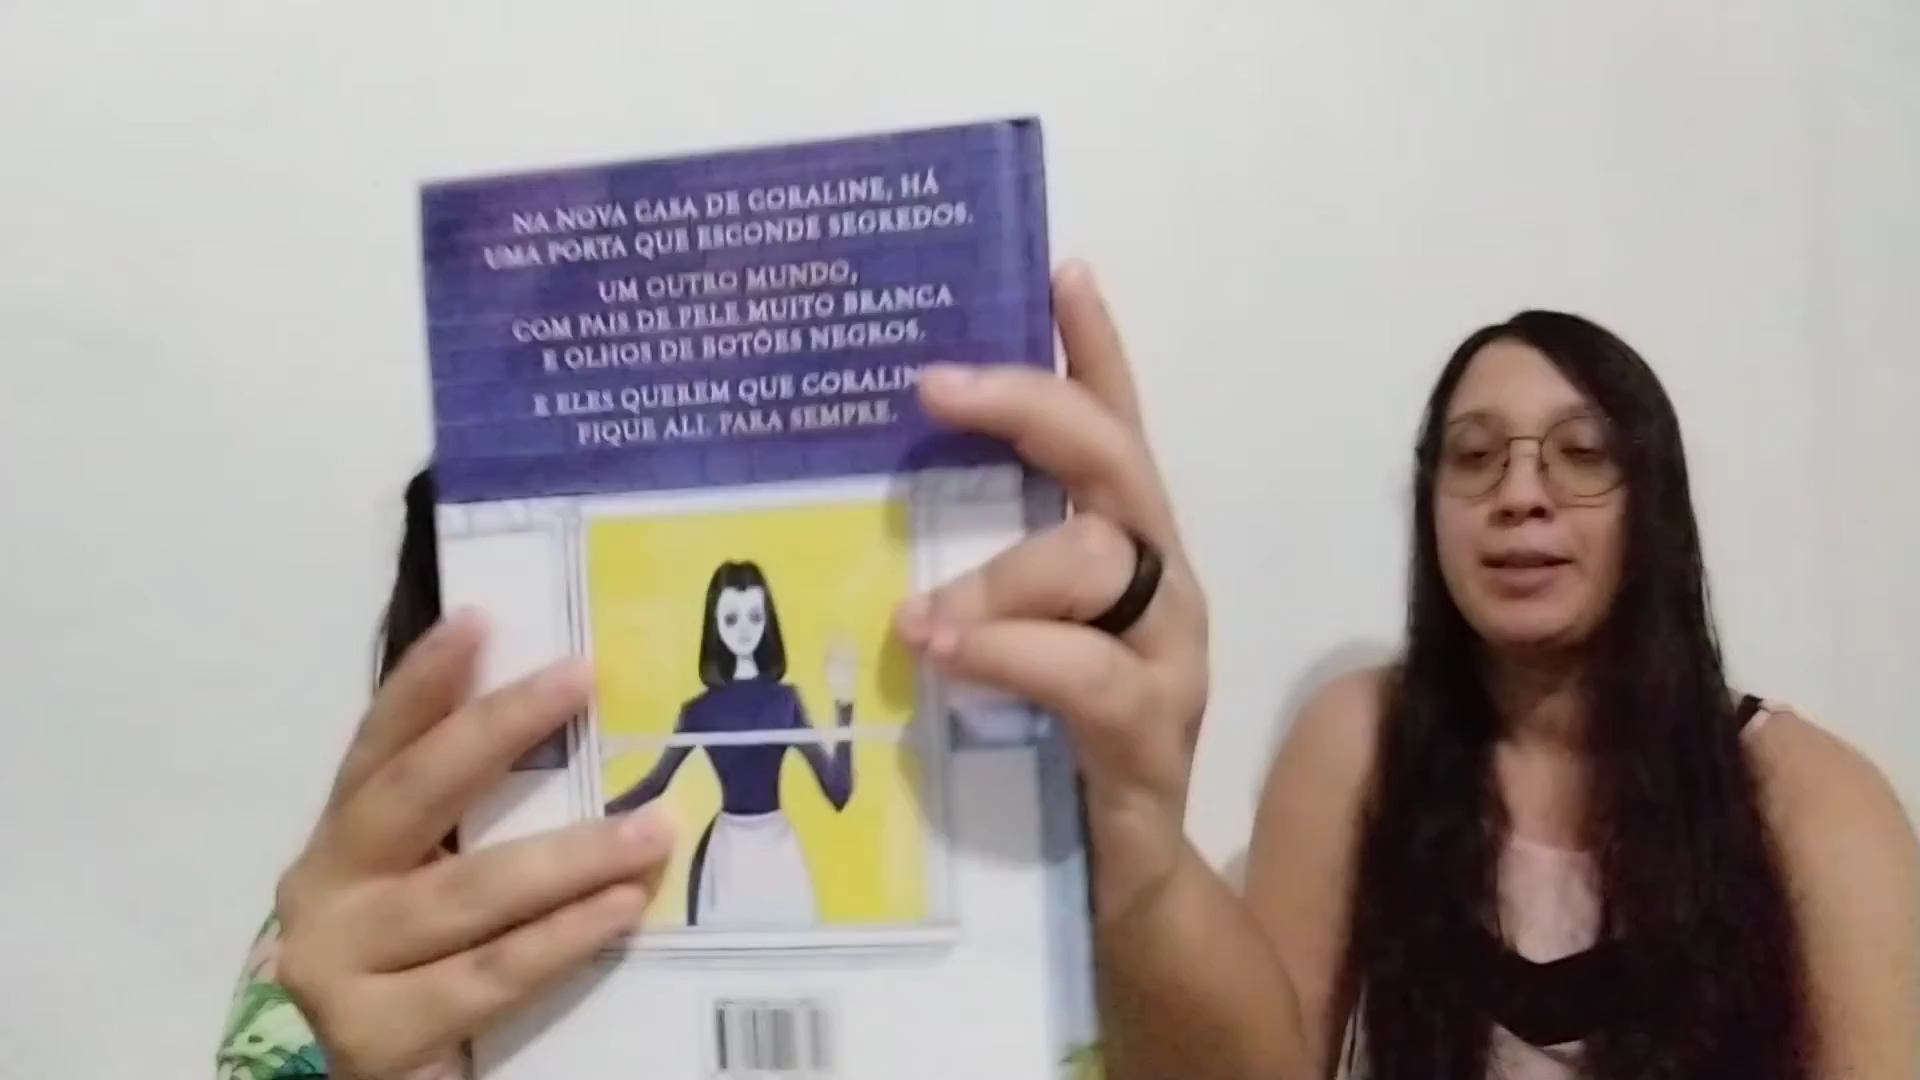 NA NOVA CASA DE CORALINE, HÁ
UMA PORTA QUE ESCONDE SEGREDOS.
UM OUTRO MUNDO,
COM PAIS DE PELE MUITO BRANCA
E OLHOS DE BOTÕES NEGROS.
E ELES QUEREM QUE CORALIN
FIQUE ALI. PARA SEMPRE.